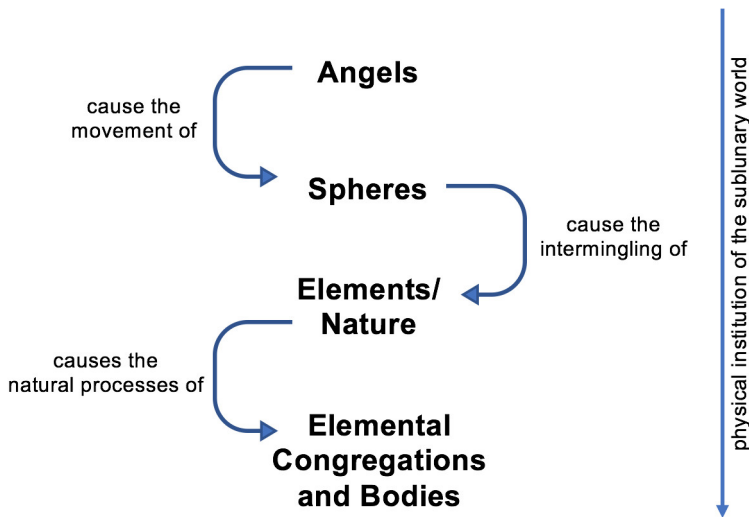 Angels
cause the
movement of
Spheres
cause the
intermingling of
Elements/
Nature
causes the
natural processes of
Elemental
Congregations
and Bodies
physical institution of the sublunary world